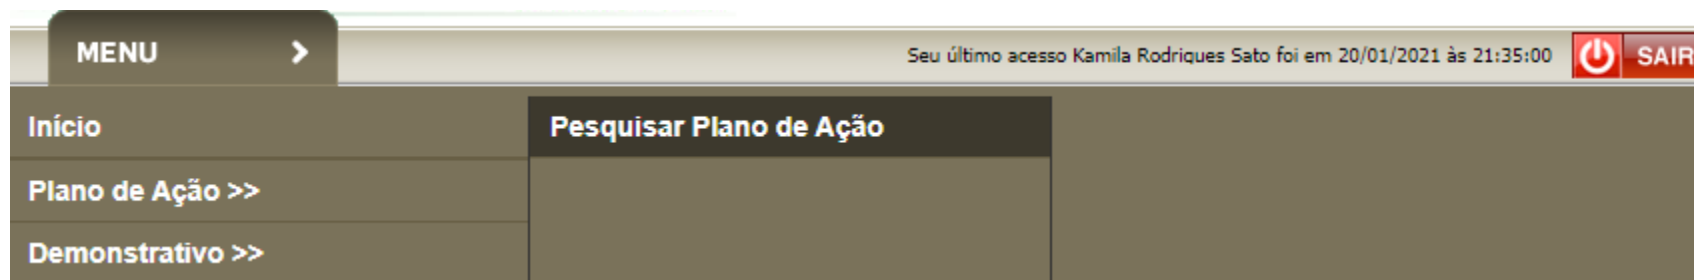 MENU
Seu último acesso Kamila Rodrigues Sato foi em 20/01/2021 às 21:35:00
SAIR
Início
Pesquisar Plano de Ação
Plano de Ação >>
Demonstrativo >>